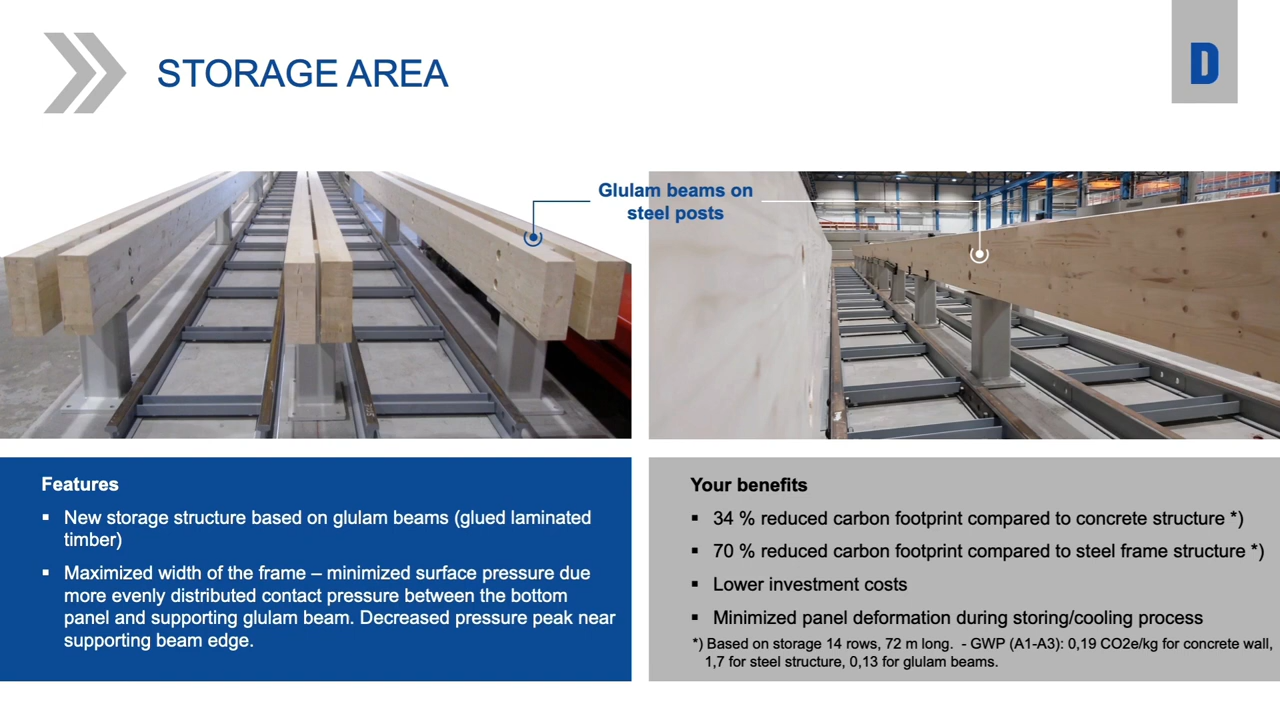 STORAGE AREA
D
Glulam beams on
steel posts
Features
▪ New storage structure based on glulam beams (glued laminated
timber)
▪ Maximized width of the frame – minimized surface pressure due
more evenly distributed contact pressure between the bottom
panel and supporting glulam beam. Decreased pressure peak near
supporting beam edge.
Your benefits
▪ 34 % reduced carbon footprint compared to concrete structure *)
▪ 70 % reduced carbon footprint compared to steel frame structure *)
▪ Lower investment costs
▪ Minimized panel deformation during storing/cooling process
*) Based on storage 14 rows, 72 m long. - GWP (A1-A3): 0,19 CO2e/kg for concrete wall,
1,7 for steel structure, 0,13 for glulam beams.